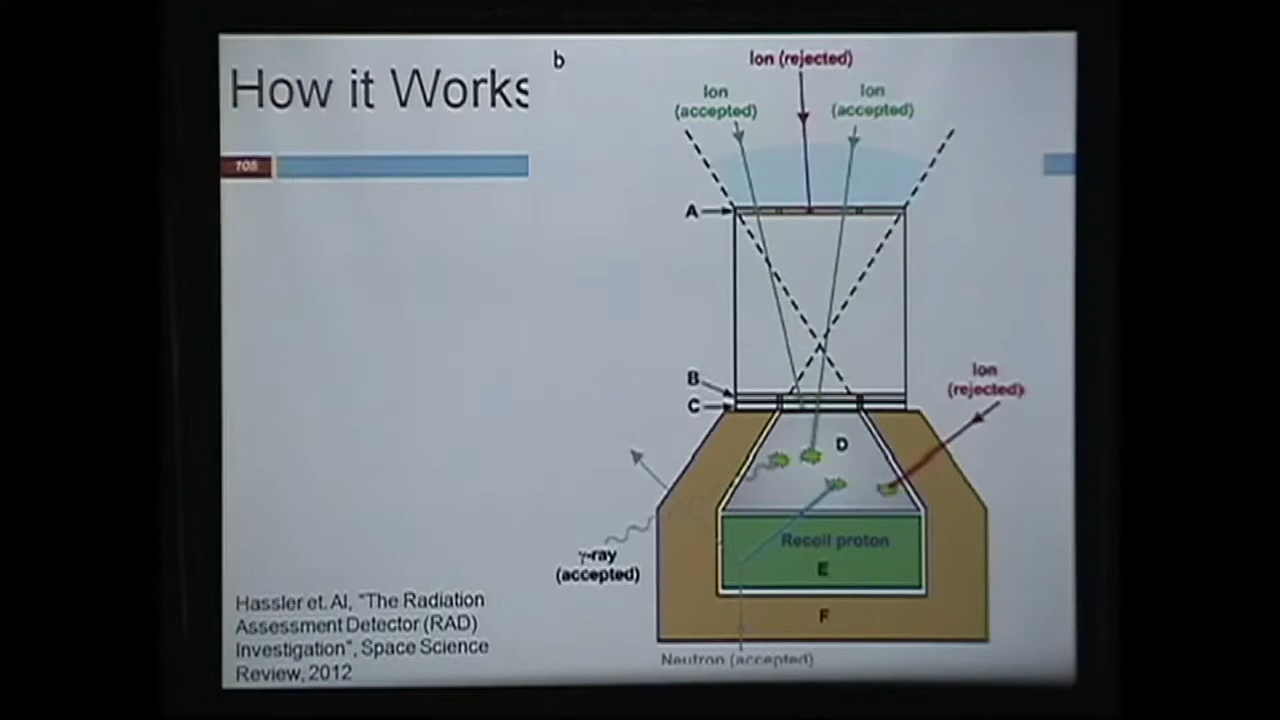 How it Works
105
b
Ion (rejected)
Ion
(accepted)
Ion
(accepted)
A
B
C
Ion
(rejected)
D
γ-ray
(accepted)
Recoil proton
E
F
Neutron (accepted)
Hassler et. Al, "The Radiation
Assessment Detector (RAD)
Investigation", Space Science
Review, 2012